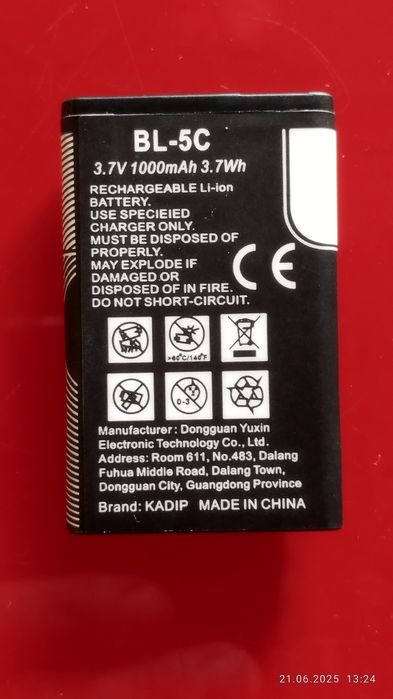 BL-5C
3.7V 1000mAh 3.7Wh
RECHARGEABLE Li-ion
BATTERY.
USE SPECIEIED
CHARGER ONLY.
MUST BE DISPOSED OF
PROPERLY.
MAY EXPLODE IF
DAMAGED OR
DISPOSED OF IN FIRE.
DO NOT SHORT-CIRCUIT.
CE
>60°C/140°F
0-3
Manufacturer : Dongguan Yuxin
Electronic Technology Co., Ltd.
Address: Room 611, No.483, Dalang
Fuhua Middle Road, Dalang Town,
Dongguan City, Guangdong Province
Brand: KADIP MADE IN CHINA
21.06.2025 13:24